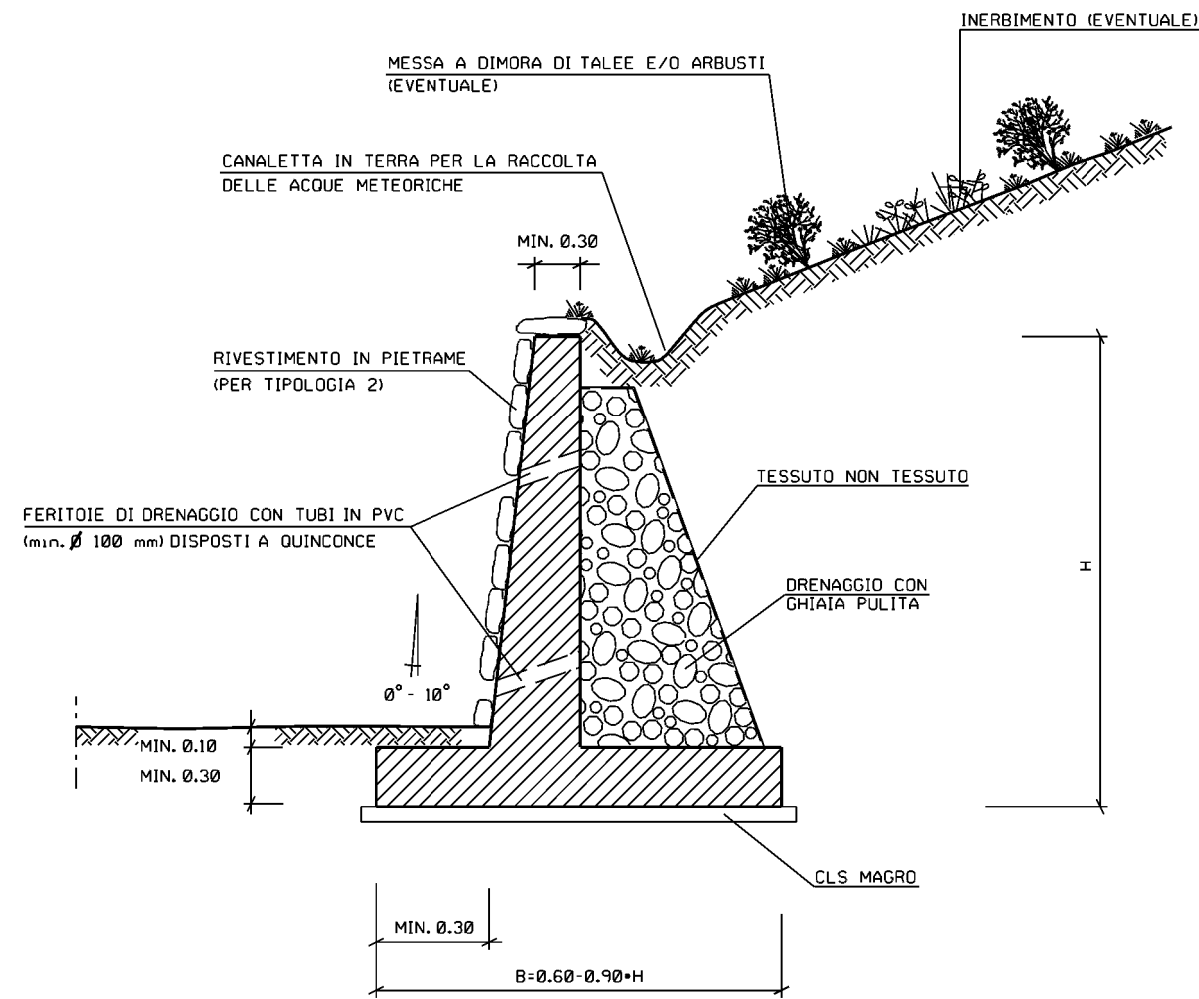 INERBIMENTO (EVENTUALE)
MESSA A DIMORA DI TALEE E/O ARBUSTI
(EVENTUALE)
CANALETTA IN TERRA PER LA RACCOLTA
DELLE ACQUE METEORICHE
MIN. 0.30
RIVESTIMENTO IN PIETRAME
(PER TIPOLOGIA 2)
TESSUTO NON TESSUTO
FERITOIE DI DRENAGGIO CON TUBI IN PVC
(min. Ø 100 mm) DISPOSTI A QUINCONCE
H
DRENAGGIO CON
GHIAIA PULITA
0° - 10°
MIN. 0.10
MIN. 0.30
CLS MAGRO
MIN. 0.30
B=0.60-0.90•H